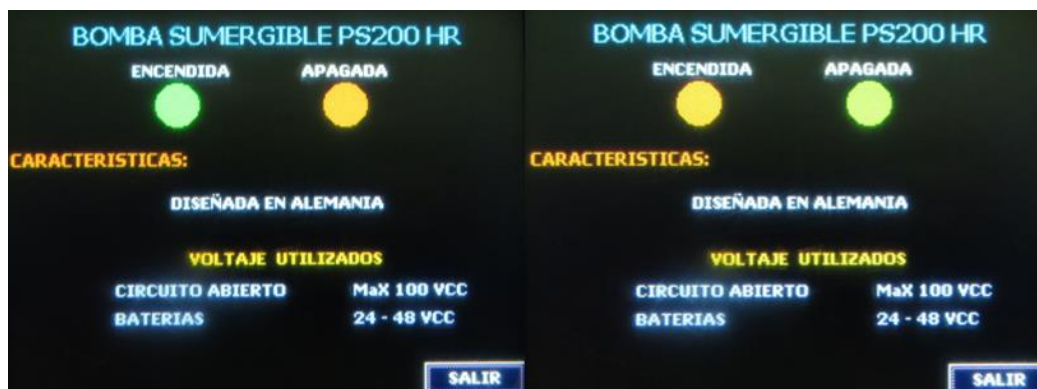 BOMBA SUMERGIBLE PS200 HR
ENCENDIDA APAGADA
CARACTERISTICAS:
DISEÑADA EN ALEMANIA
VOLTAJE UTILIZADOS
CIRCUITO ABIERTO MaX 100 VCC
BATERIAS 24 - 48 VCC
SALIR
BOMBA SUMERGIBLE PS200 HR
ENCENDIDA APAGADA
CARACTERISTICAS:
DISEÑADA EN ALEMANIA
VOLTAJE UTILIZADOS
CIRCUITO ABIERTO MaX 100 VCC
BATERIAS 24 - 48 VCC
SALIR